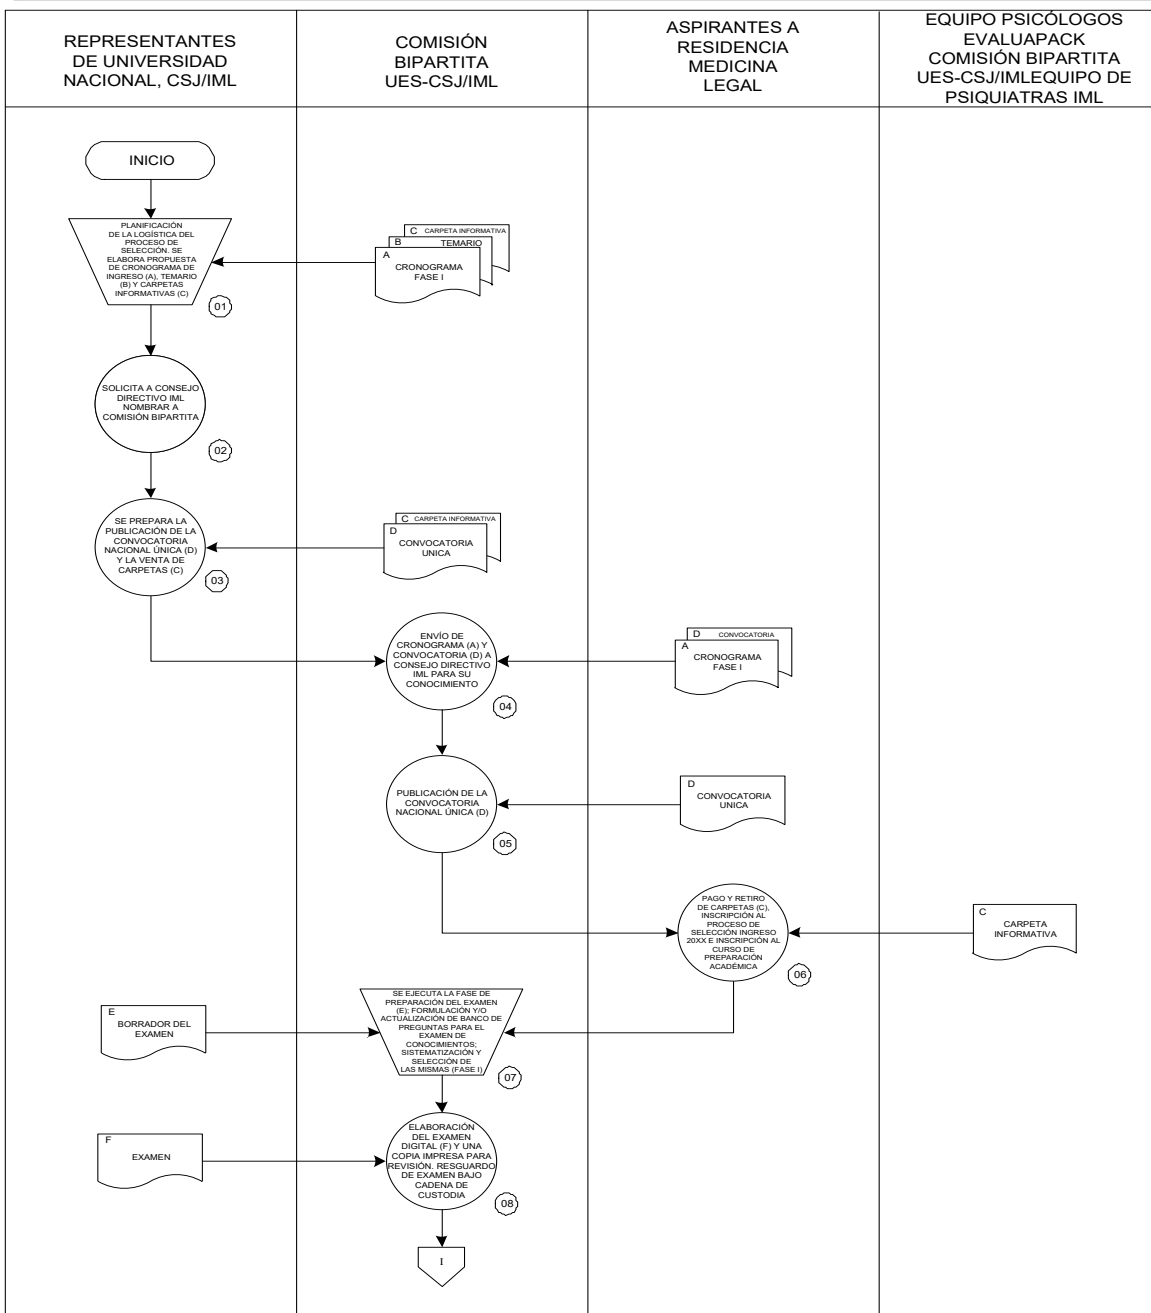 REPRESENTANTES
DE UNIVERSIDAD
NACIONAL, CSJ/IML
COMISIÓN
BIPARTITA
UES-CSJ/IML
ASPIRANTES A
RESIDENCIA
MEDICINA
LEGAL
EQUIPO PSICÓLOGOS
EVALUAPACK
COMISIÓN BIPARTITA
UES-CSJ/IMLEQUIPO DE
PSIQUIATRAS IML
INICIO
PLANIFICACIÓN
DE LA LOGÍSTICA DEL
PROCESO DE
SELECCIÓN. SE
ELABORA PROPUESTA
DE CRONOGRAMA DE
INGRESO (A), TEMARIO
(B) Y CARPETAS
INFORMATIVAS (C)
01
C CARPETA INFORMATIVA
B TEMARIO
A
CRONOGRAMA
FASE I
SOLICITA A CONSEJO
DIRECTIVO IML
NOMBRAR A
COMISIÓN BIPARTITA
02
SE PREPARA LA
PUBLICACIÓN DE LA
CONVOCATORIA
NACIONAL ÚNICA (D)
Y LA VENTA DE
CARPETAS (C)
03
C CARPETA INFORMATIVA
D
CONVOCATORIA
UNICA
ENVÍO DE
CRONOGRAMA (A) Y
CONVOCATORIA (D) A
CONSEJO DIRECTIVO
IML PARA SU
CONOCIMIENTO
04
D CONVOCATORIA
A
CRONOGRAMA
FASE I
PUBLICACIÓN DE LA
CONVOCATORIA
NACIONAL ÚNICA (D)
05
D
CONVOCATORIA
UNICA
PAGO Y RETIRO
DE CARPETAS (C),
INSCRIPCIÓN AL
PROCESO DE
SELECCIÓN INGRESO
20XX E INSCRIPCIÓN AL
CURSO DE
PREPARACIÓN
ACADÉMICA
06
C
CARPETA
INFORMATIVA
SE EJECUTA LA FASE DE
PREPARACIÓN DEL EXAMEN
(E); FORMULACIÓN Y/O
ACTUALIZACIÓN DE BANCO DE
PREGUNTAS PARA EL
EXAMEN DE
CONOCIMIENTOS;
SISTEMATIZACIÓN Y
SELECCIÓN DE
LAS MISMAS (FASE I)
07
E
BORRADOR DEL
EXAMEN
ELABORACIÓN
DEL EXAMEN
DIGITAL (F) Y UNA
COPIA IMPRESA PARA
REVISIÓN. RESGUARDO
DE EXAMEN BAJO
CADENA DE
CUSTODIA
08
F
EXAMEN
I